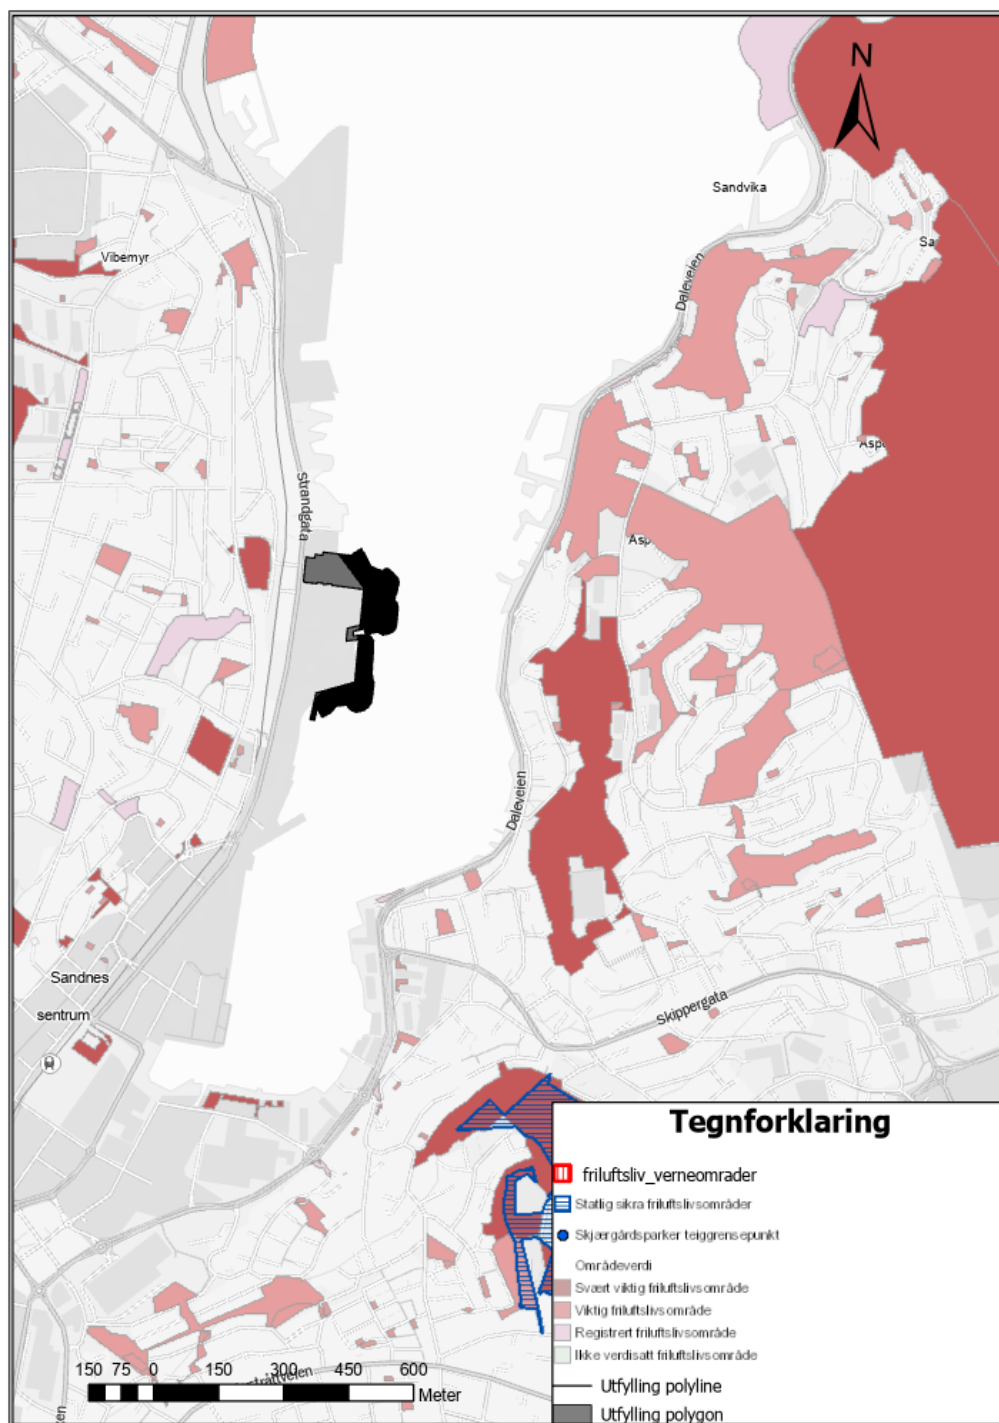 N
Sandvika
Sa
Vibemyr
Daleveien
Strandgata
Asp
Daleveien
Sandnes
sentrum
Skippergata
Tegnforklaring
friluftsliv_verneområder
Statlig sikra friluftslivsområder
Skjærgårdsparker teiggrensepunkt
Områdeverdi
Svært viktig friluftslivsområde
Viktig friluftslivsområde
Registrert friluftslivsområde
Ikke verdisatt friluftslivsområde
150 75 0 150 300 450 600
Meter
Utfylling polyline
Utfylling polygon